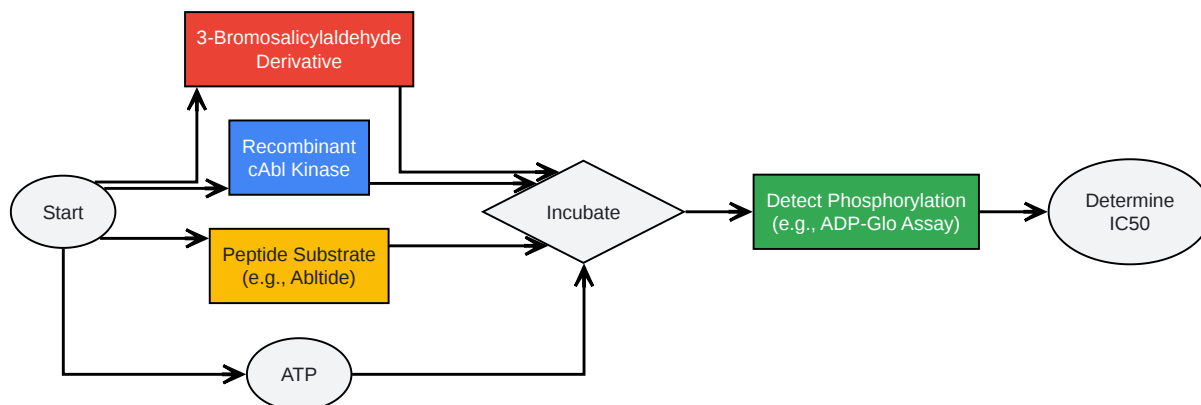 3-Bromosalicylaldehyde
Derivative
Recombinant
cAbl Kinase
Start
Incubate
Detect Phosphorylation
(e.g., ADP-Glo Assay)
Determine
IC50
Peptide Substrate
(e.g., Abltide)
ATP